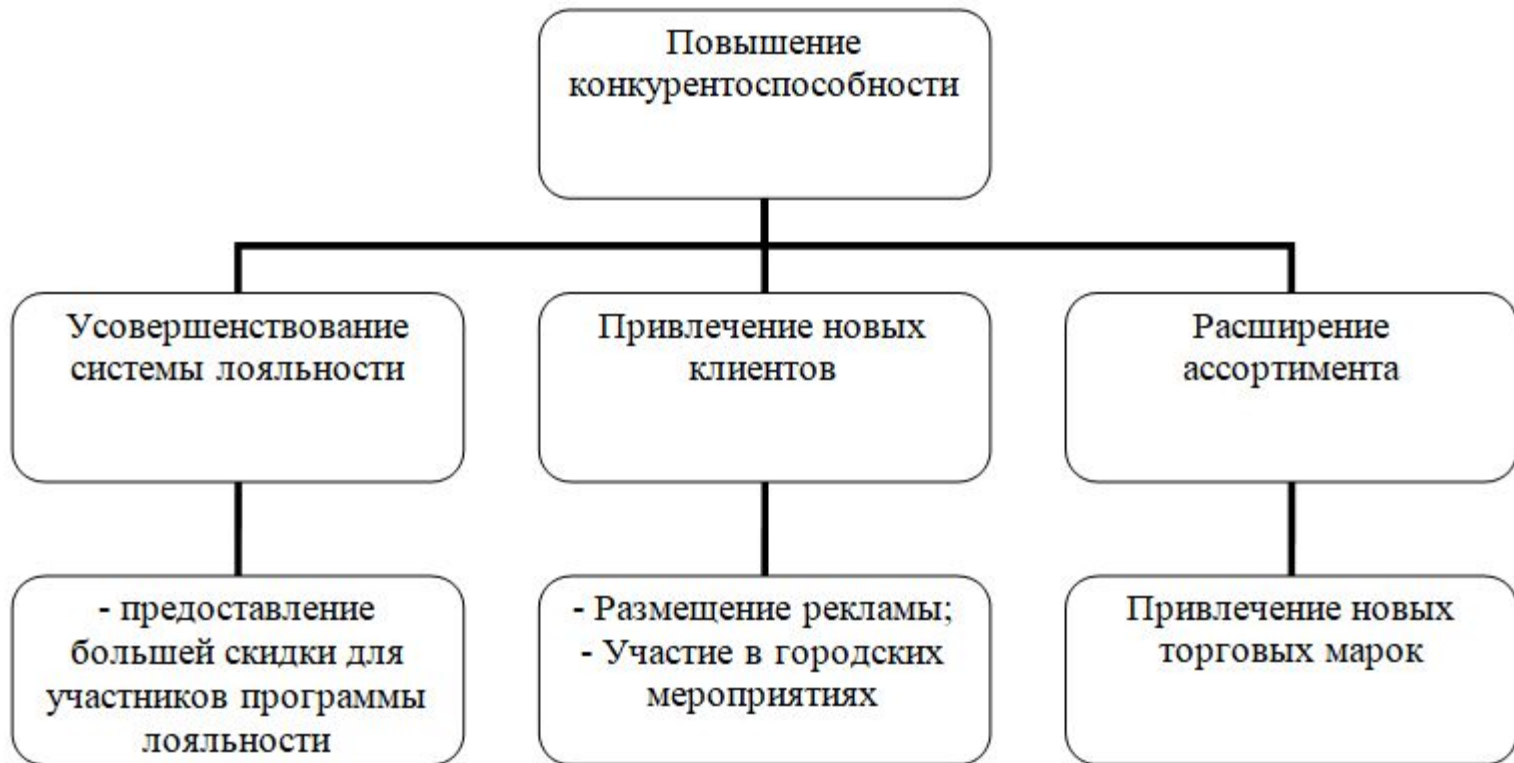 Повышение
конкурентоспособности
Усовершенствование
системы лояльности
Привлечение новых
клиентов
Расширение
ассортимента
- предоставление
большей скидки для
участников программы
лояльности
- Размещение рекламы;
- Участие в городских
мероприятиях
Привлечение новых
торговых марок